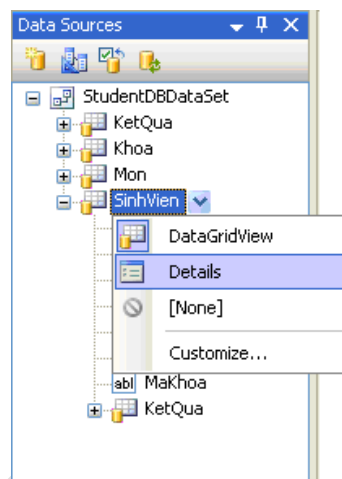 Data Sources
StudentDBDataSet
KetQua
Khoa
Mon
SinhVien
DataGridView
Details
[None]
Customize...
abl MaKhoa
KetQua